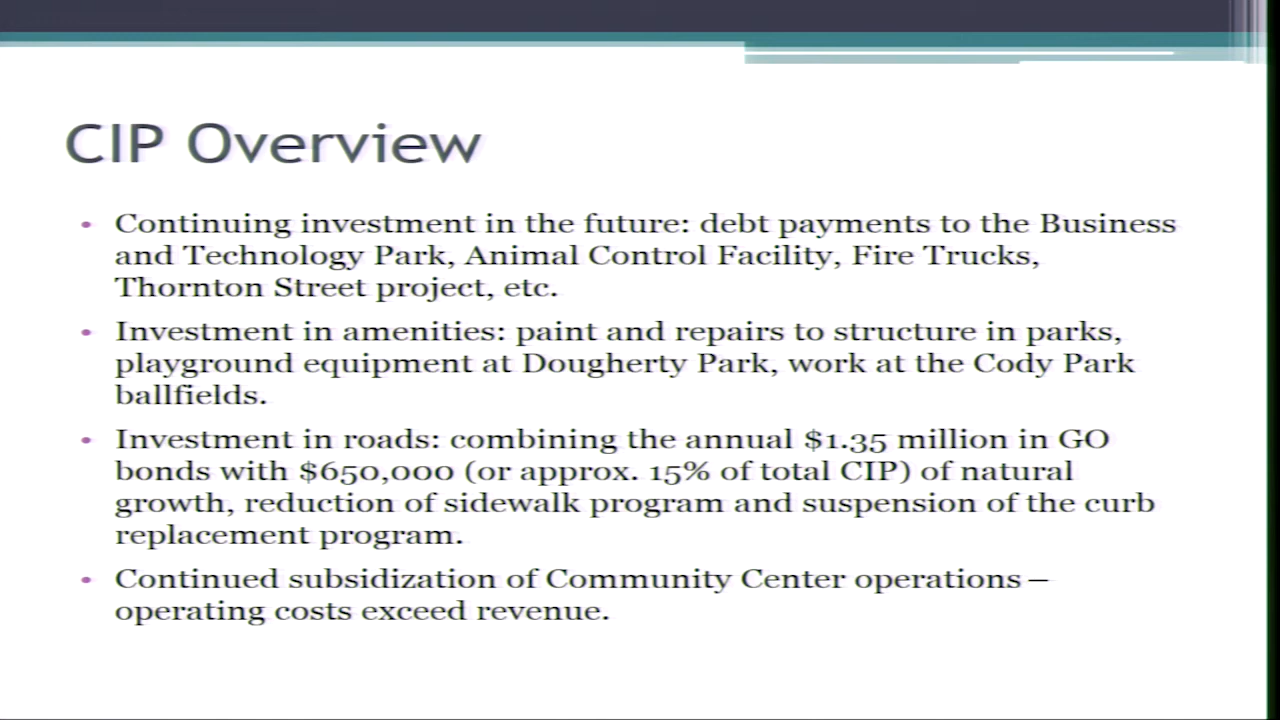 CIP Overview
• Continuing investment in the future: debt payments to the Business
and Technology Park, Animal Control Facility, Fire Trucks,
Thornton Street project, etc.
• Investment in amenities: paint and repairs to structure in parks,
playground equipment at Dougherty Park, work at the Cody Park
ballfields.
• Investment in roads: combining the annual $1.35 million in GO
bonds with $650,000 (or approx. 15% of total CIP) of natural
growth, reduction of sidewalk program and suspension of the curb
replacement program.
• Continued subsidization of Community Center operations –
operating costs exceed revenue.